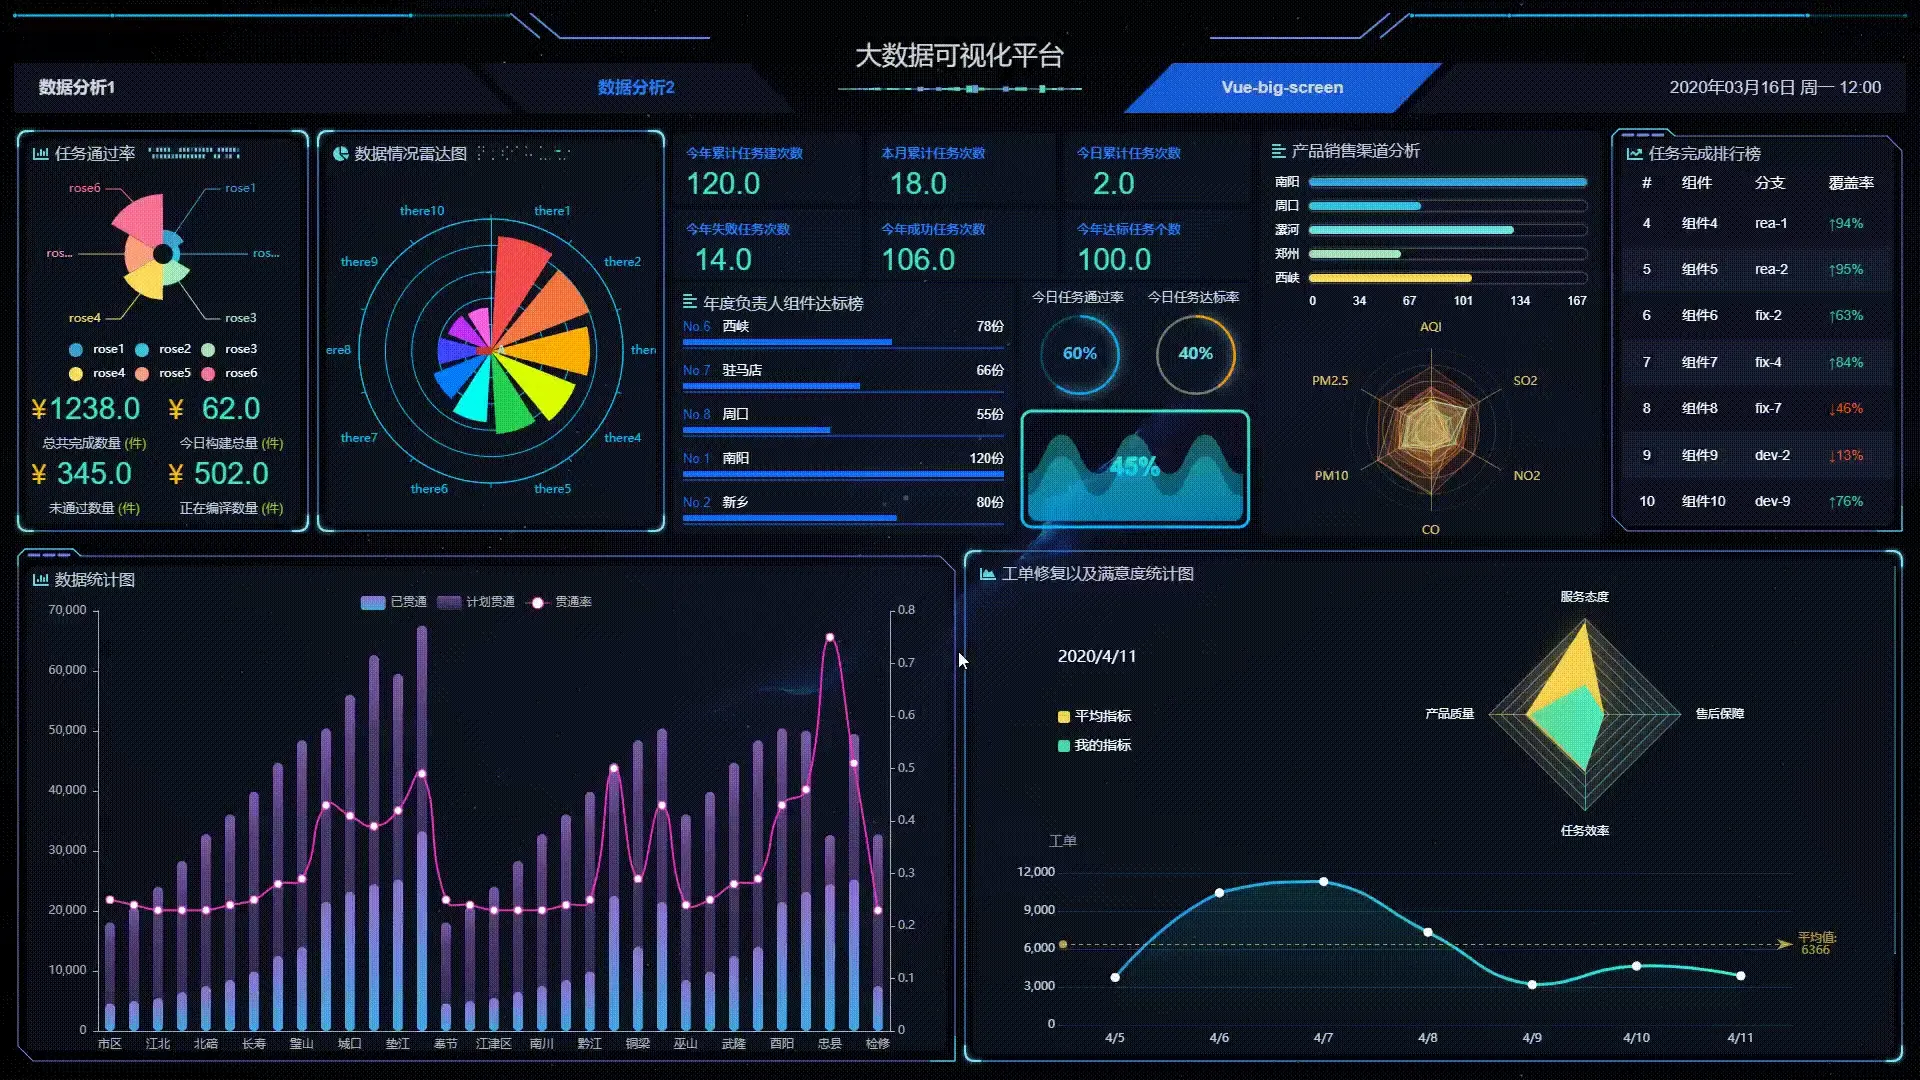 大数据可视化平台
数据分析1
数据分析2
Vue-big-screen
2020年03月16日 周一 12:00
任务通过率
rose6
rose1
ros...
ros...
rose4
rose3
rose1 rose2 rose3
rose4 rose5 rose6
¥1238.0 ¥ 62.0
总共完成数量 (件) 今日构建总量 (件)
¥ 345.0 ¥ 502.0
未通过数量 (件) 正在编译数量 (件)
数据情况雷达图
there10
there1
there9
there2
ere8
ther
there7
there4
there6
there5
今年累计任务建次数 本月累计任务次数 今日累计任务次数
120.0 18.0 2.0
今年失败任务次数 今年成功任务次数 今年达标任务个数
14.0 106.0 100.0
年度负责人组件达标榜
No.6 西峡 78份
No.7 驻马店 66份
No.8 周口 55份
No.1 南阳 120份
No.2 新乡 80份
今日任务通过率 今日任务达标率
60% 40%
45%
产品销售渠道分析
南阳
周口
漯河
郑州
西峡
0 34 67 101 134 167
AQI
PM2.5
SO2
PM10
NO2
CO
任务完成排行榜
# 组件 分支 覆盖率
4 组件4 rea-1 ↑94%
5 组件5 rea-2 ↑95%
6 组件6 fix-2 ↑63%
7 组件7 fix-4 ↑84%
8 组件8 fix-7 ↓46%
9 组件9 dev-2 ↓13%
10 组件10 dev-9 ↑76%
数据统计图
已贯通 计划贯通 贯通率
70,000
60,000
50,000
40,000
30,000
20,000
10,000
0
0.8
0.7
0.6
0.5
0.4
0.3
0.2
0.1
0
市区 江北 北碚 长寿 璧山 城口 垫江 奉节 江津区 南川 黔江 铜梁 巫山 武隆 酉阳 忠县 检修
工单修复以及满意度统计图
2020/4/11
平均指标
我的指标
服务态度
产品质量
售后保障
任务效率
工单
12,000
9,000
6,000
3,000
0
平均值:
6366
4/5 4/6 4/7 4/8 4/9 4/10 4/11